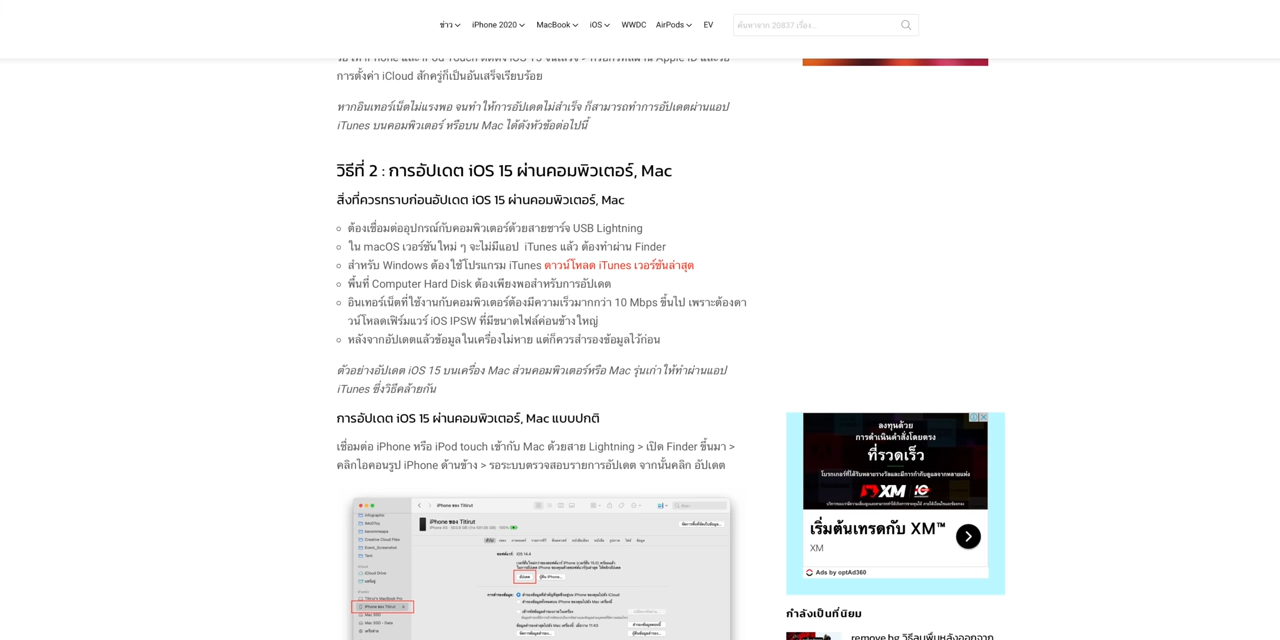 ข่าว iPhone 2020 MacBook iOS WWDC AirPods EV ค้นหาจาก 20837 เรื่อง...
การตั้งค่า iCloud สักครู่ก็เป็นอันเสร็จเรียบร้อย
หากอินเทอร์เน็ตไม่แรงพอ จนทำให้การอัปเดตไม่สำเร็จ ก็สามารถทำการอัปเดตผ่านแอป
iTunes บนคอมพิวเตอร์ หรือบน Mac ได้ดังหัวข้อต่อไปนี้
วิธีที่ 2 : การอัปเดต iOS 15 ผ่านคอมพิวเตอร์, Mac
สิ่งที่ควรทราบก่อนอัปเดต iOS 15 ผ่านคอมพิวเตอร์, Mac
ต้องเชื่อมต่ออุปกรณ์กับคอมพิวเตอร์ด้วยสายชาร์จ USB Lightning
ใน macOS เวอร์ชันใหม่ ๆ จะไม่มีแอป iTunes แล้ว ต้องทำผ่าน Finder
สำหรับ Windows ต้องใช้โปรแกรม iTunes ดาวน์โหลด iTunes เวอร์ชันล่าสุด
พื้นที่ Computer Hard Disk ต้องเพียงพอสำหรับการอัปเดต
อินเทอร์เน็ตที่ใช้งานกับคอมพิวเตอร์ต้องมีความเร็วมากกว่า 10 Mbps ขึ้นไป เพราะต้องดา
วน์โหลดเฟิร์มแวร์ iOS IPSW ที่มีขนาดไฟล์ค่อนข้างใหญ่
หลังจากอัปเดตแล้วข้อมูลในเครื่องไม่หาย แต่ก็ควรสำรองข้อมูลไว้ก่อน
ตัวอย่างอัปเดต iOS 15 บนเครื่อง Mac ส่วนคอมพิวเตอร์หรือ Mac รุ่นเก่าให้ทำผ่านแอป
iTunes ซึ่งวิธีคล้ายกัน
การอัปเดต iOS 15 ผ่านคอมพิวเตอร์, Mac แบบปกติ
เชื่อมต่อ iPhone หรือ iPod touch เข้ากับ Mac ด้วยสาย Lightning > เปิด Finder ขึ้นมา >
คลิกไอคอนรูป iPhone ด้านข้าง > รอระบบตรวจสอบรายการอัปเดต จากนั้นคลิก อัปเดต
iPhone ของ Titirut
iPhone ของ Titirut
Creative Cloud Files
Event_Screenshot
iCloud Drive
Titirut's MacBook Pro
iPhone ของ Titirut
Mac SSD
Mac SSD - Data
อัปเดต
ลงทุนด้วย
การดำเนินคำสั่งโดยตรง
ที่รวดเร็ว
XM
เริ่มต้นเทรดกับ XM™
XM
Ads by optAd360
กำลังเป็นที่นิยม
remove.bg วิธีลบพื้นหลังออกจาก